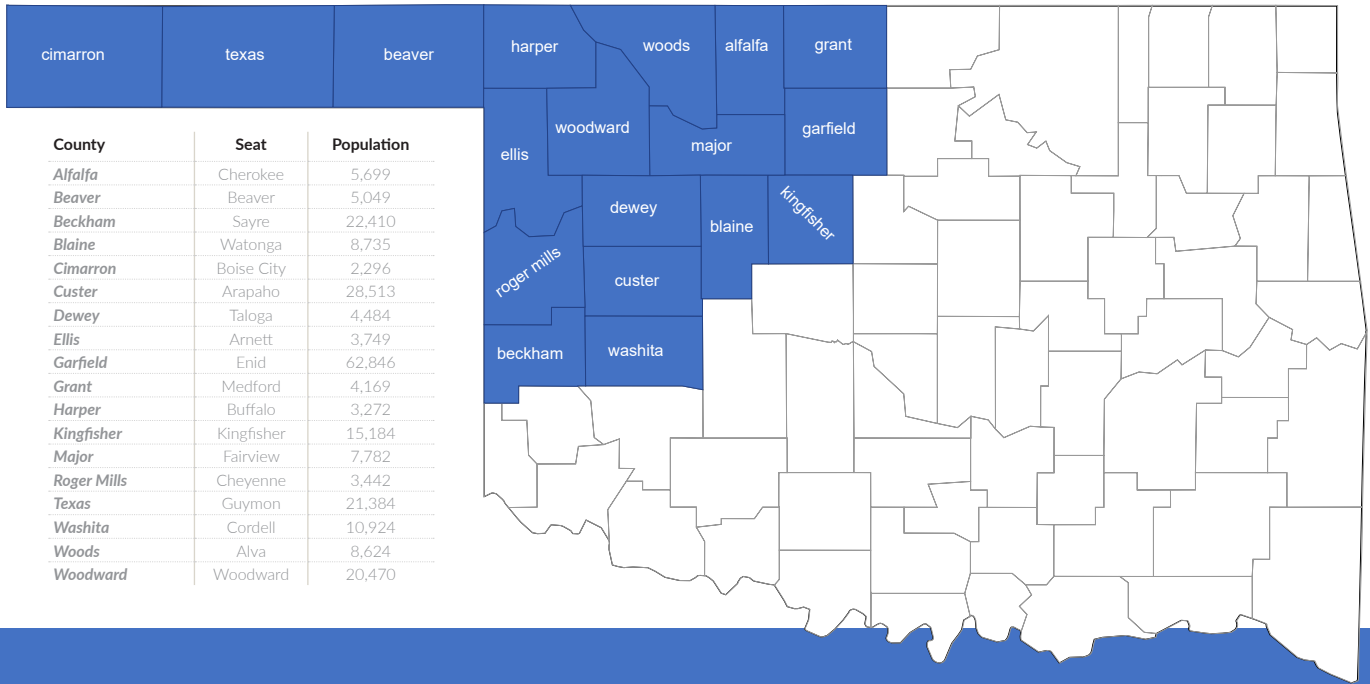 cimarron texas beaver harper woods alfalfa grant
woodward garfield
ellis major
dewey kingfisher
blaine
roger mills custer
beckham washita
County Seat Population
Alfalfa Cherokee 5,699
Beaver Beaver 5,049
Beckham Sayre 22,410
Blaine Watonga 8,735
Cimarron Boise City 2,296
Custer Arapaho 28,513
Dewey Taloga 4,484
Ellis Arnett 3,749
Garfield Enid 62,846
Grant Medford 4,169
Harper Buffalo 3,272
Kingfisher Kingfisher 15,184
Major Fairview 7,782
Roger Mills Cheyenne 3,442
Texas Guymon 21,384
Washita Cordell 10,924
Woods Alva 8,624
Woodward Woodward 20,470